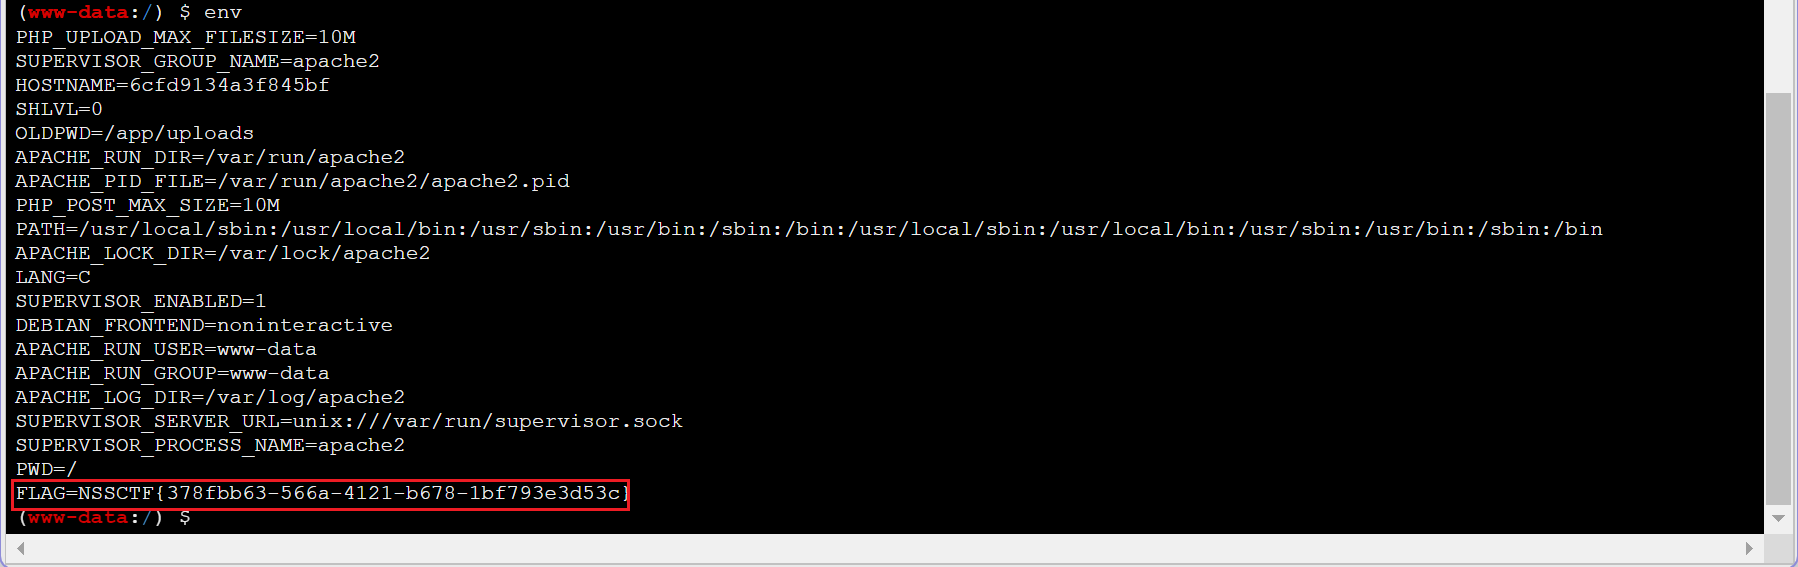 (www-data:/) $ env
PHP_UPLOAD_MAX_FILESIZE=10M
SUPERVISOR_GROUP_NAME=apache2
HOSTNAME=6cfd9134a3f845bf
SHLVL=0
OLDPWD=/app/uploads
APACHE_RUN_DIR=/var/run/apache2
APACHE_PID_FILE=/var/run/apache2/apache2.pid
PHP_POST_MAX_SIZE=10M
PATH=/usr/local/sbin:/usr/local/bin:/usr/sbin:/usr/bin:/sbin:/bin:/usr/local/sbin:/usr/local/bin:/usr/sbin:/usr/bin:/sbin:/bin
APACHE_LOCK_DIR=/var/lock/apache2
LANG=C
SUPERVISOR_ENABLED=1
DEBIAN_FRONTEND=noninteractive
APACHE_RUN_USER=www-data
APACHE_RUN_GROUP=www-data
APACHE_LOG_DIR=/var/log/apache2
SUPERVISOR_SERVER_URL=unix:///var/run/supervisor.sock
SUPERVISOR_PROCESS_NAME=apache2
PWD=/
FLAG=NSSCTF{378fbb63-566a-4121-b678-1bf793e3d53c}
(www-data:/) $